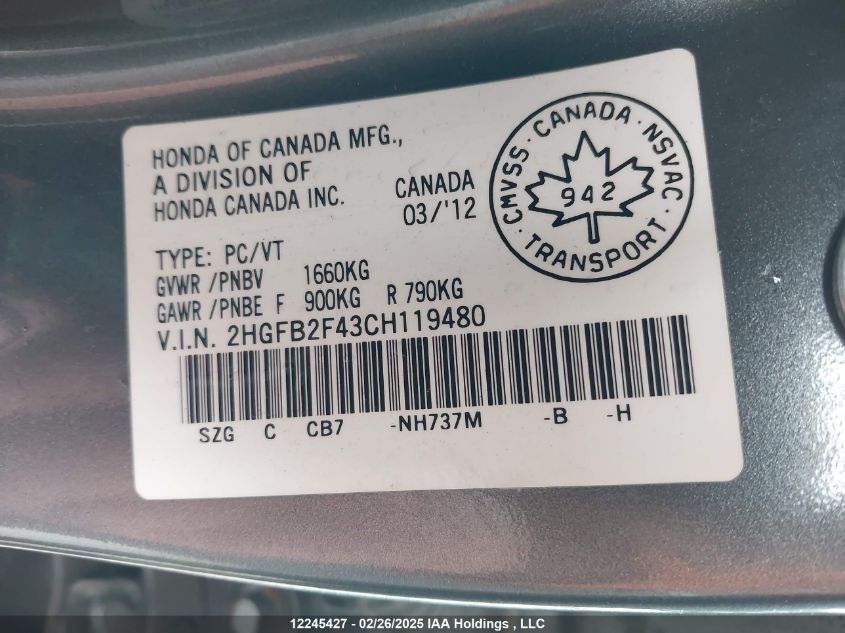 HONDA OF CANADA MFG.,
A DIVISION OF
HONDA CANADA INC.
CANADA
03/'12
·CMVSS·CANADA·NSVAC·
942
TRANSPORT
TYPE: PC/VT
GVWR /PNBV 1660KG
GAWR /PNBE F 900KG R 790KG
V.I.N. 2HGFB2F43CH119480
SZG C CB7 -NH737M -B -H
12245427 - 02/26/2025 IAA Holdings , LLC